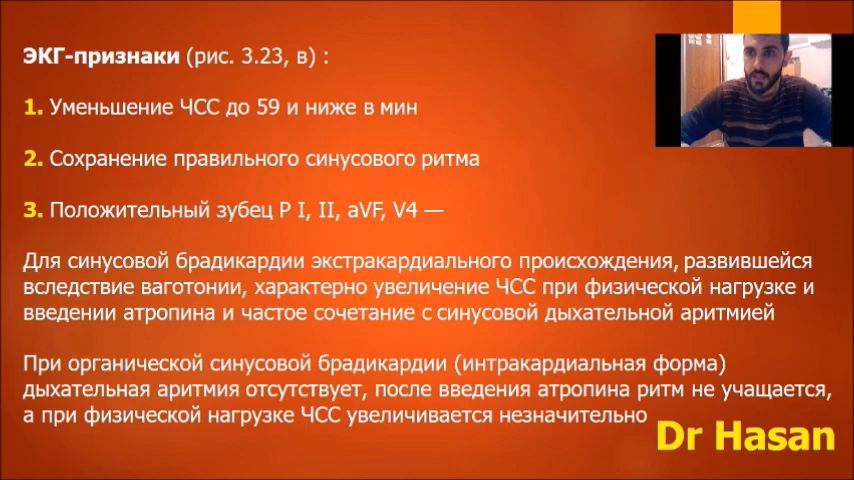 ЭКГ-признаки (рис. 3.23, в) :
1. Уменьшение ЧСС до 59 и ниже в мин
2. Сохранение правильного синусового ритма
3. Положительный зубец P I, II, aVF, V4 —
Для синусовой брадикардии экстракардиального происхождения, развившейся
вследствие ваготонии, характерно увеличение ЧСС при физической нагрузке и
введении атропина и частое сочетание с синусовой дыхательной аритмией
При органической синусовой брадикардии (интракардиальная форма)
дыхательная аритмия отсутствует, после введения атропина ритм не учащается,
а при физической нагрузке ЧСС увеличивается незначительно
Dr Hasan